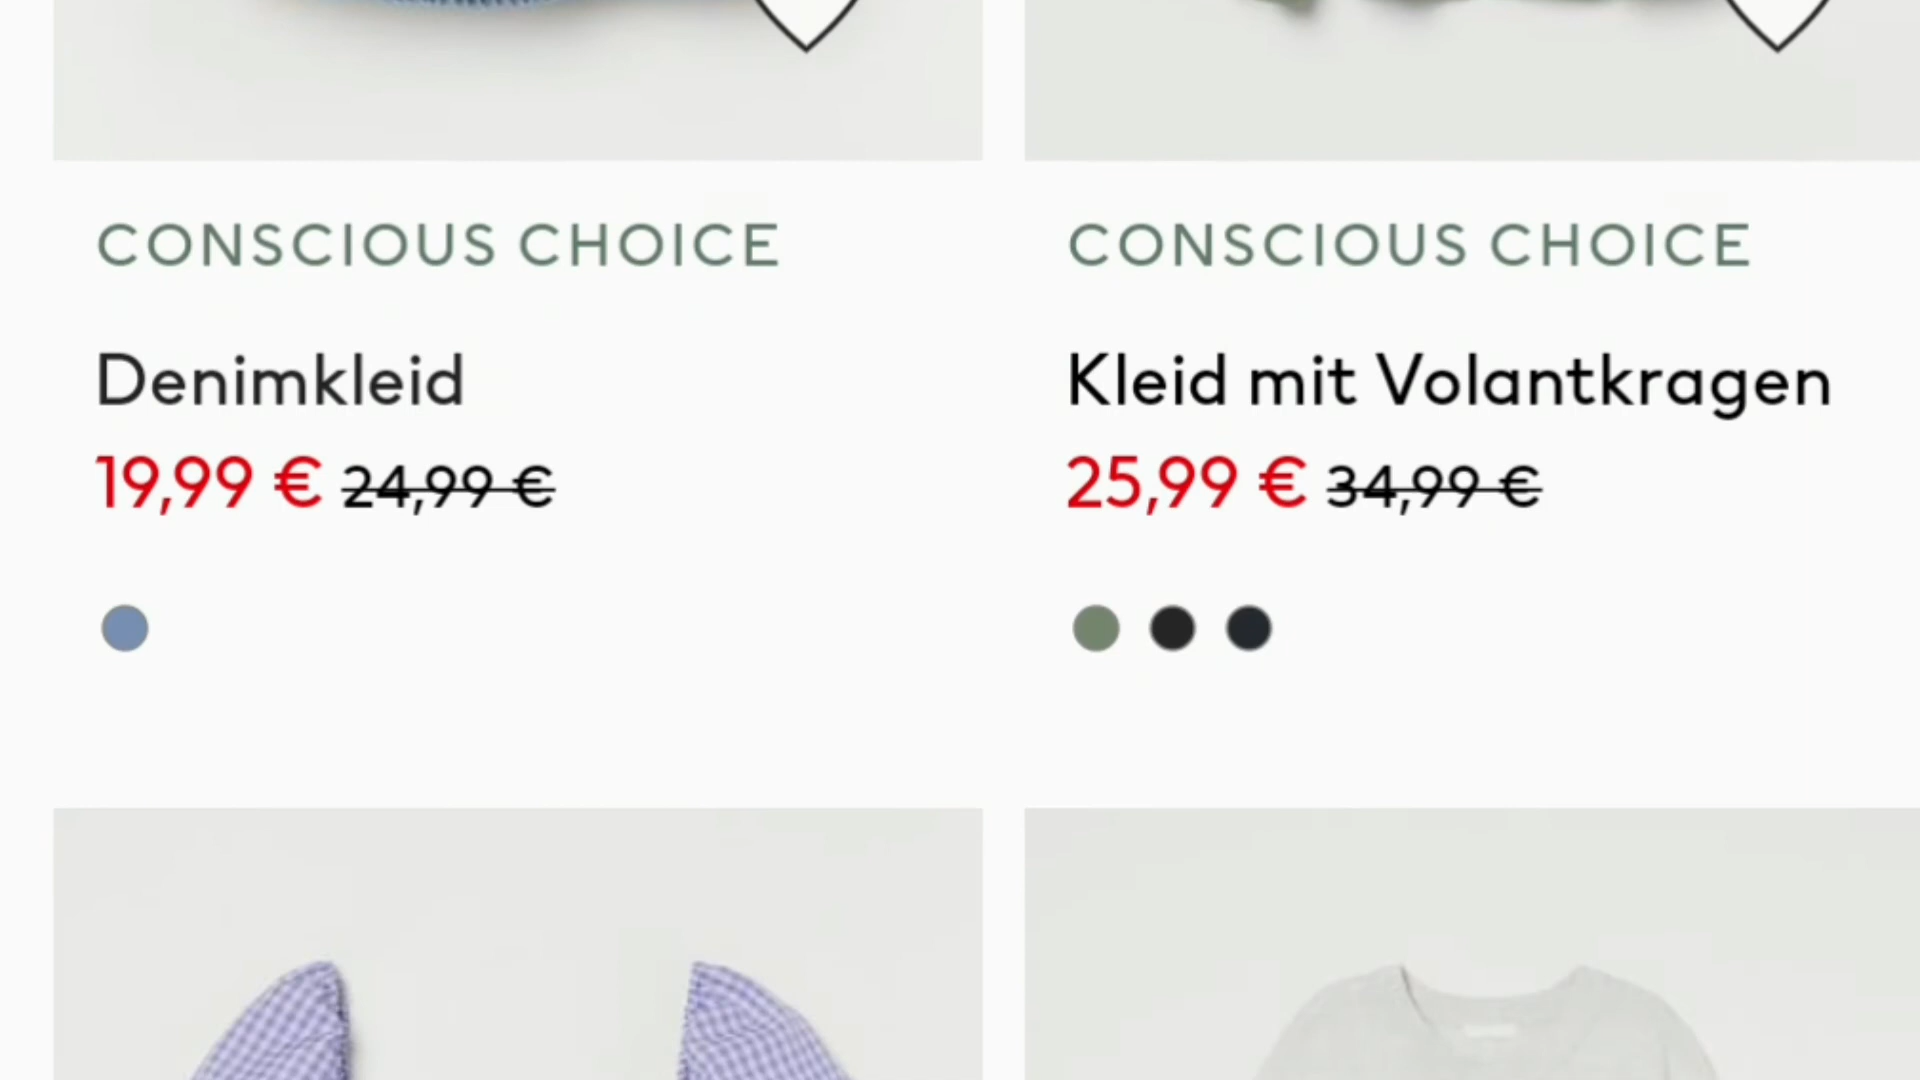 CONSCIOUS CHOICE
Denimkleid
19,99 € 24,99 €
CONSCIOUS CHOICE
Kleid mit Volantkragen
25,99 € 34,99 €